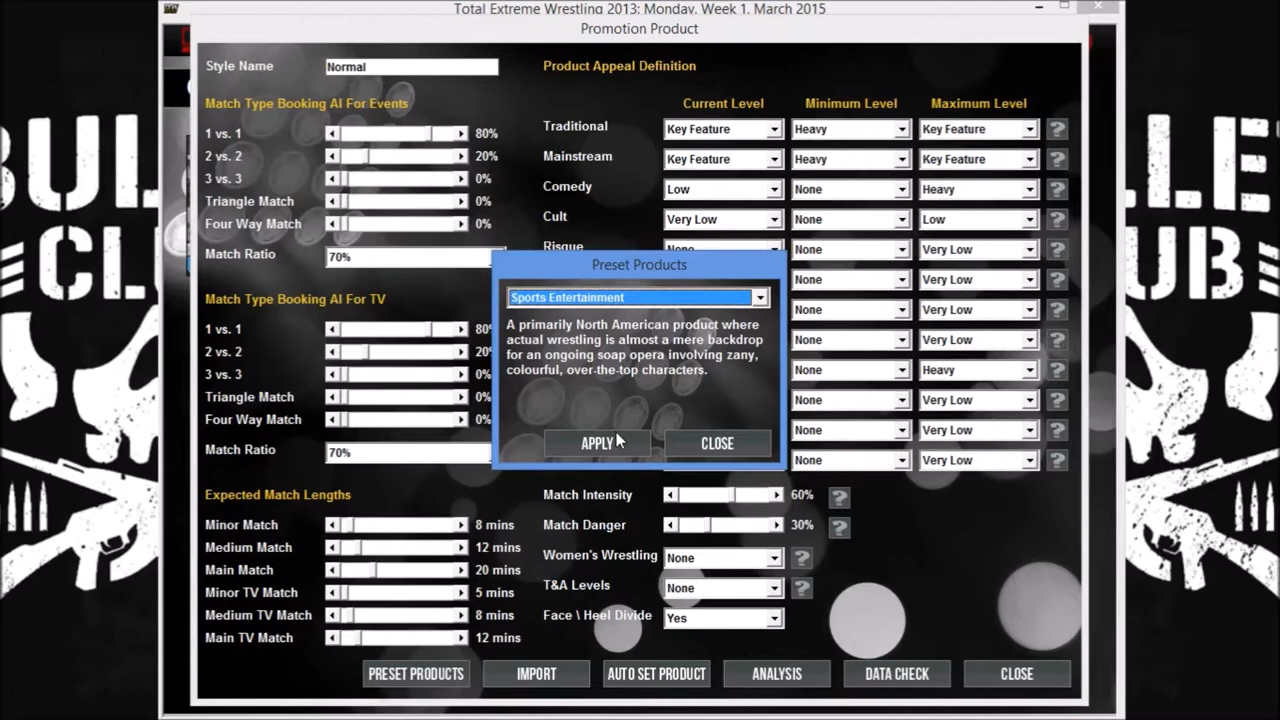 Total Extreme Wrestling 2013: Monday, Week 1, March 2015
Promotion Product
Style Name
Normal
Product Appeal Definition
Match Type Booking AI For Events
Current Level
Minimum Level
Maximum Level
1 vs. 1
80%
Traditional
Key Feature
Heavy
Key Feature
?
2 vs. 2
20%
Mainstream
Key Feature
Heavy
Key Feature
?
3 vs. 3
0%
Comedy
Low
None
Heavy
?
Triangle Match
0%
Four Way Match
0%
Cult
Very Low
None
Low
?
Match Ratio
70%
Risque
None
None
Very Low
?
None
Very Low
?
None
Very Low
?
None
Very Low
?
None
Heavy
?
None
Very Low
?
None
Very Low
?
None
Very Low
?
Preset Products
Sports Entertainment
A primarily North American product where
actual wrestling is almost a mere backdrop
for an ongoing soap opera involving zany,
colourful, over-the-top characters.
APPLY
CLOSE
Match Type Booking AI For TV
1 vs. 1
80%
2 vs. 2
20%
3 vs. 3
0%
Triangle Match
0%
Four Way Match
0%
Match Ratio
70%
Expected Match Lengths
Minor Match
8 mins
Medium Match
12 mins
Main Match
20 mins
Minor TV Match
5 mins
Medium TV Match
8 mins
Main TV Match
12 mins
Match Intensity
60%
?
Match Danger
30%
?
Women's Wrestling
None
?
T&A Levels
None
?
Face \ Heel Divide
Yes
PRESET PRODUCTS
IMPORT
AUTO SET PRODUCT
ANALYSIS
DATA CHECK
CLOSE